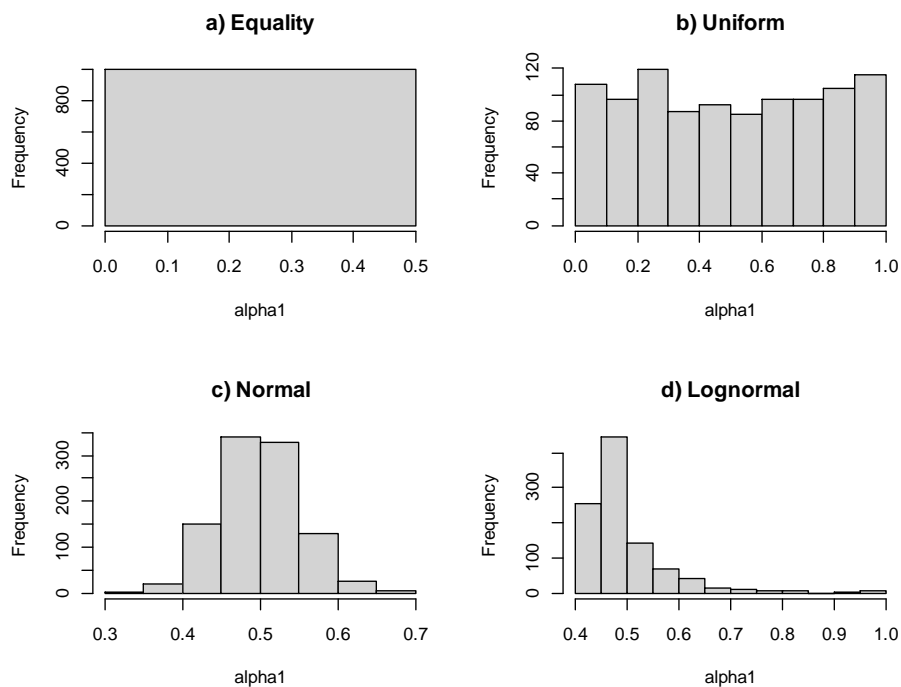 a) Equality
Frequency
0 400 800
0.0 0.1 0.2 0.3 0.4 0.5
alpha1
b) Uniform
Frequency
0 40 80 120
0.0 0.2 0.4 0.6 0.8 1.0
alpha1
c) Normal
Frequency
0 100 200 300
0.3 0.4 0.5 0.6 0.7
alpha1
d) Lognormal
Frequency
0 100 300
0.4 0.5 0.6 0.7 0.8 0.9 1.0
alpha1